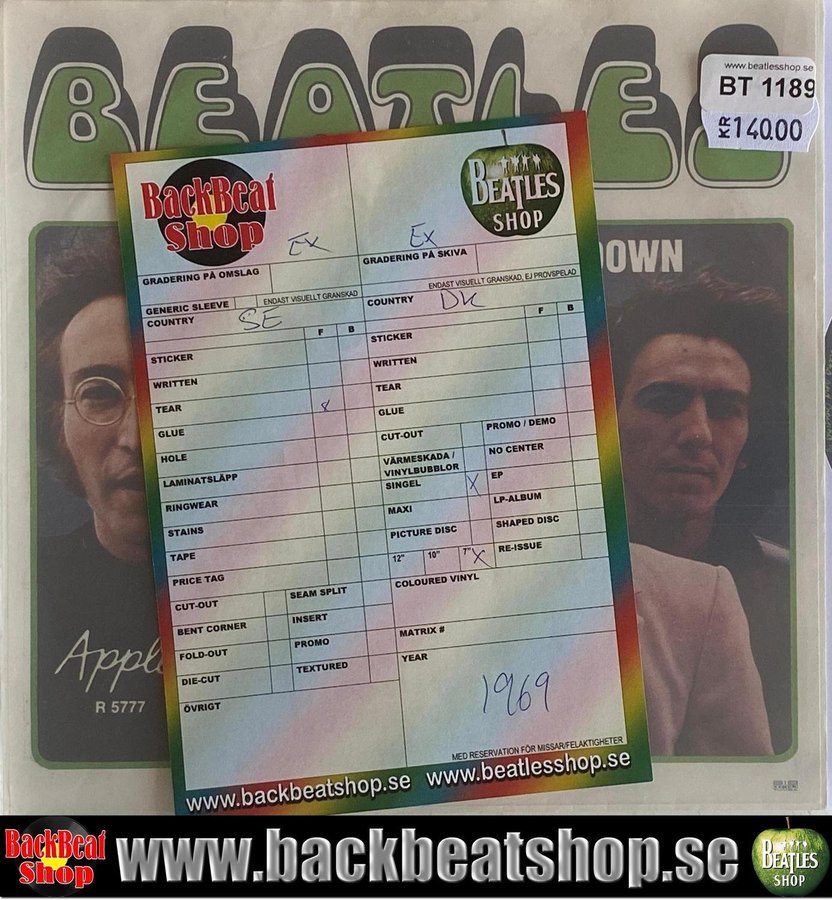 BEATLES
www.beatlesshop.se
BT 1189
KR 140.00
DOWN
BackBeat
Shop
BEATLES
SHOP
EX
EX
GRADERING PÅ OMSLAG
GRADERING PÅ SKIVA
GENERIC SLEEVE
ENDAST VISUELLT GRANSKAD
ENDAST VISUELLT GRANSKAD, EJ PROVSPELAD
COUNTRY SE
COUNTRY DK
F B
F B
STICKER
WRITTEN
TEAR
GLUE
HOLE
LAMINATSLÄPP
RINGWEAR
STAINS
TAPE
PRICE TAG
CUT-OUT
BENT CORNER
FOLD-OUT
DIE-CUT
SEAM SPLIT
INSERT
PROMO
TEXTURED
ÖVRIGT
STICKER
WRITTEN
TEAR
GLUE
CUT-OUT
VÄRMESKADA /
VINYLBUBBLOR
SINGEL X
MAXI
PICTURE DISC
12" 10" 7" X
PROMO / DEMO
NO CENTER
EP
LP-ALBUM
SHAPED DISC
RE-ISSUE
COLOURED VINYL
MATRIX #
YEAR
1969
MED RESERVATION FÖR MISSAR/FELAKTIGHETER
www.backbeatshop.se www.beatlesshop.se
Apple
R 5777
BackBeat
Shop
www.backbeatshop.se
BEATLES
SHOP